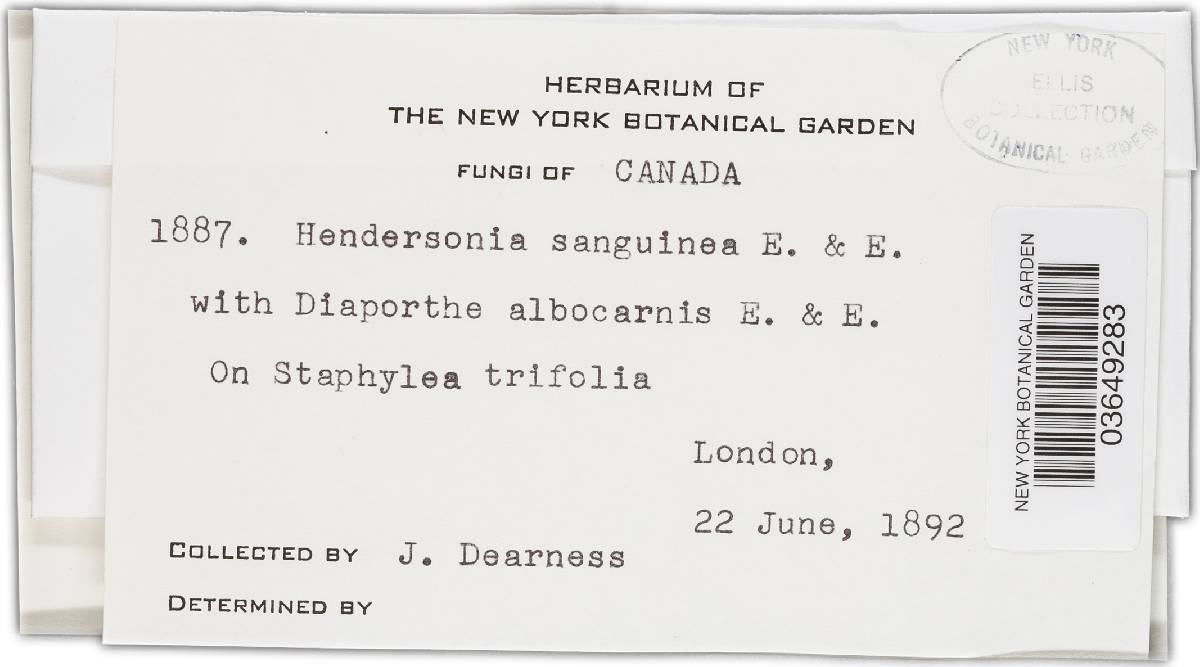 HERBARIUM OF
THE NEW YORK BOTANICAL GARDEN
FUNGI OF CANADA
1887. Hendersonia sanguinea E. & E.
with Diaporthe albocarnis E. & E.
On Staphylea trifolia
London,
22 June, 1892
COLLECTED BY J. Dearness
DETERMINED BY
NEW YORK
ELLIS
COLLECTION
BOTANICAL GARDEN
NEW YORK BOTANICAL GARDEN
03649283